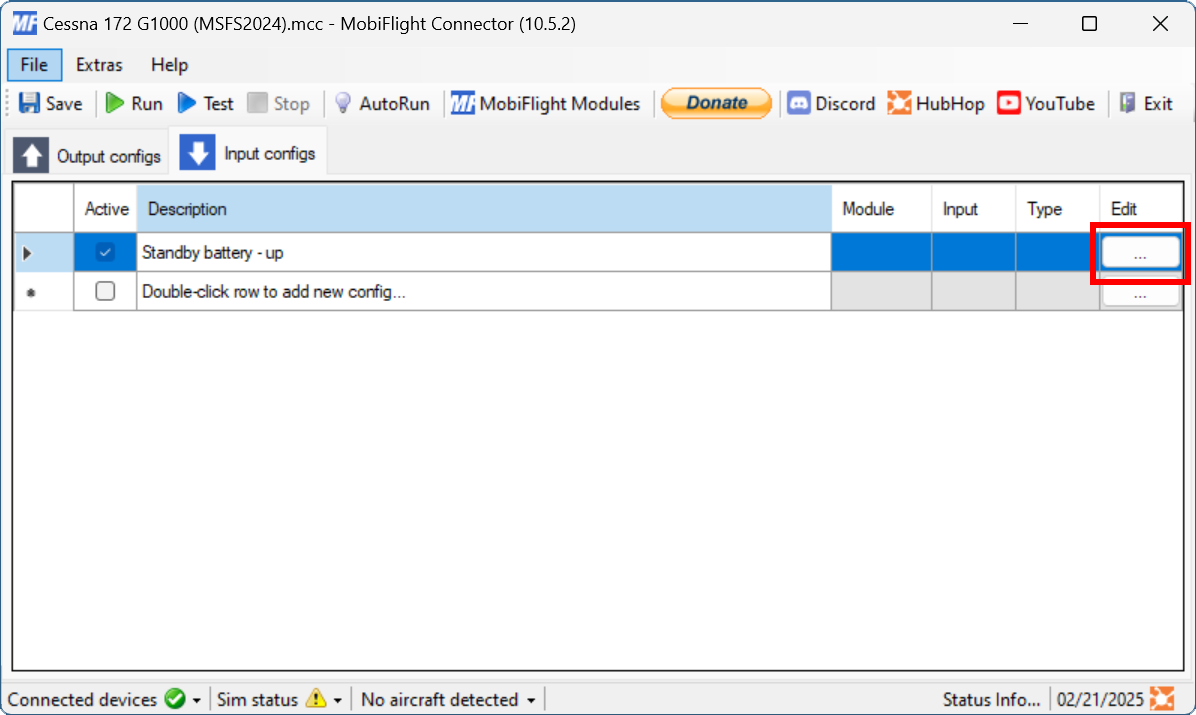 MF Cessna 172 G1000 (MSFS2024).mcc - MobiFlight Connector (10.5.2)
File Extras Help
Save Run Test Stop AutoRun MF MobiFlight Modules Donate Discord HubHop YouTube Exit
Output configs Input configs
Active Description Module Input Type Edit
Standby battery - up ...
Double-click row to add new config... ...
Connected devices Sim status No aircraft detected Status Info... 02/21/2025